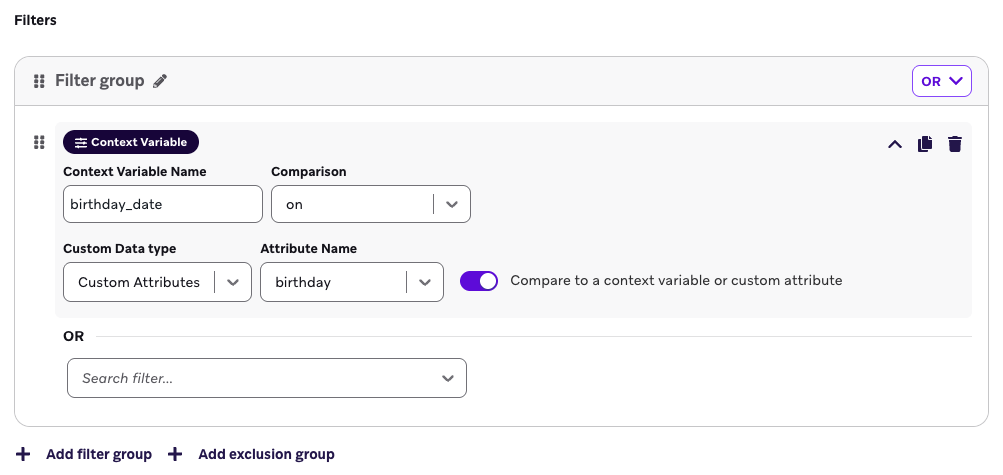 Filters
Filter group
OR
Context Variable
Context Variable Name Comparison
birthday_date on
Custom Data type Attribute Name
Custom Attributes birthday Compare to a context variable or custom attribute
OR
Search filter...
Add filter group Add exclusion group